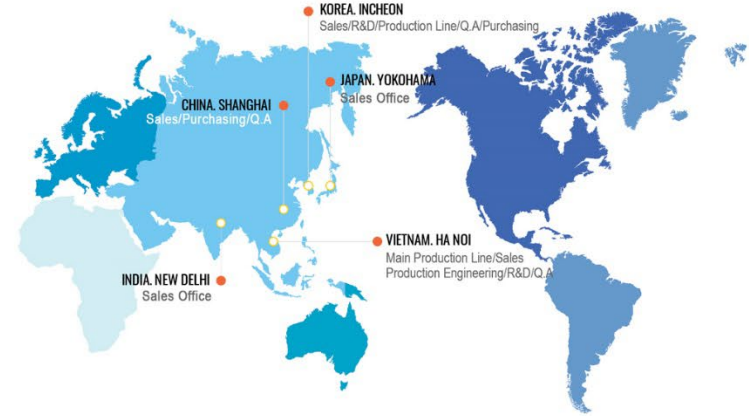 KOREA. INCHEON
Sales/R&D/Production Line/Q.A/Purchasing
JAPAN. YOKOHAMA
Sales Office
CHINA. SHANGHAI
Sales/Purchasing/Q.A
VIETNAM. HA NOI
Main Production Line/Sales
Production Engineering/R&D/Q.A
INDIA. NEW DELHI
Sales Office